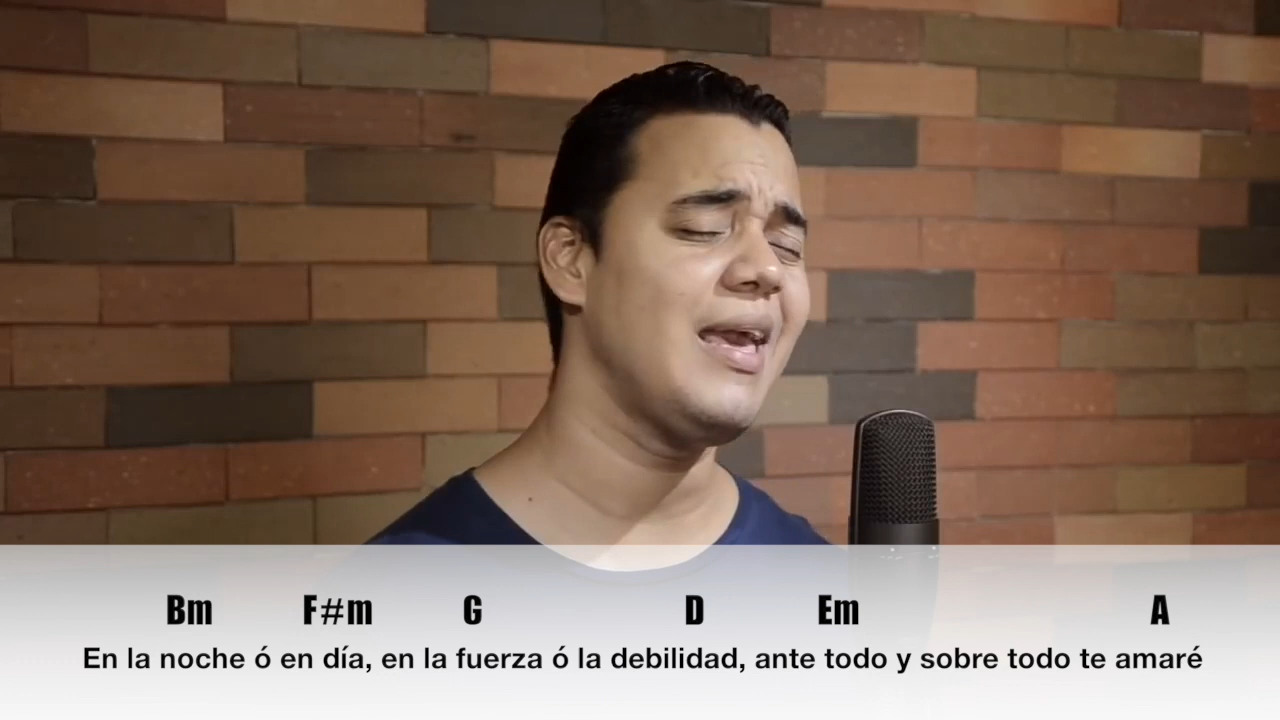 Bm F#m G D Em A
En la noche ó en día, en la fuerza ó la debilidad, ante todo y sobre todo te amaré